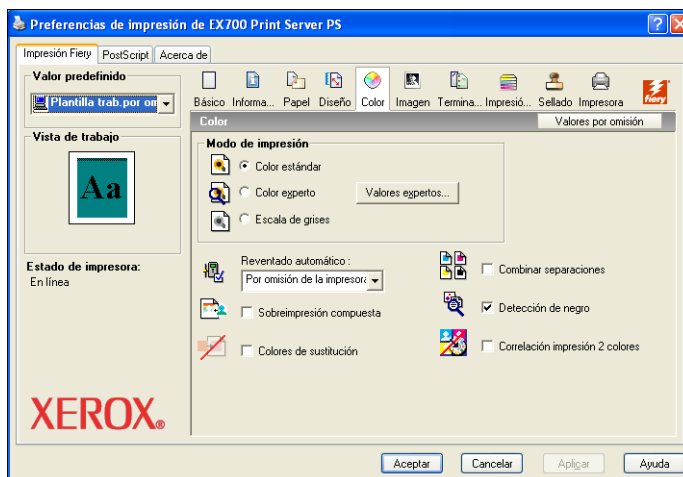 Preferencias de impresión de EX700 Print Server PS
Impresión Fiery
PostScript
Acerca de
Valor predefinido
Plantilla trab.por om
Vista de trabajo
Aa
Estado de impresora:
En línea
XEROX®
Básico
Informa...
Papel
Diseño
Color
Imagen
Termina...
Impresió...
Sellado
Impresora
fiery
Color
Valores por omisión
Modo de impresión
Color estándar
Color experto
Valores expertos...
Escala de grises
Reventado automático :
Por omisión de la impresora
Combinar separaciones
Sobreimpresión compuesta
Detección de negro
Colores de sustitución
Correlación impresión 2 colores
Aceptar
Cancelar
Aplicar
Ayuda